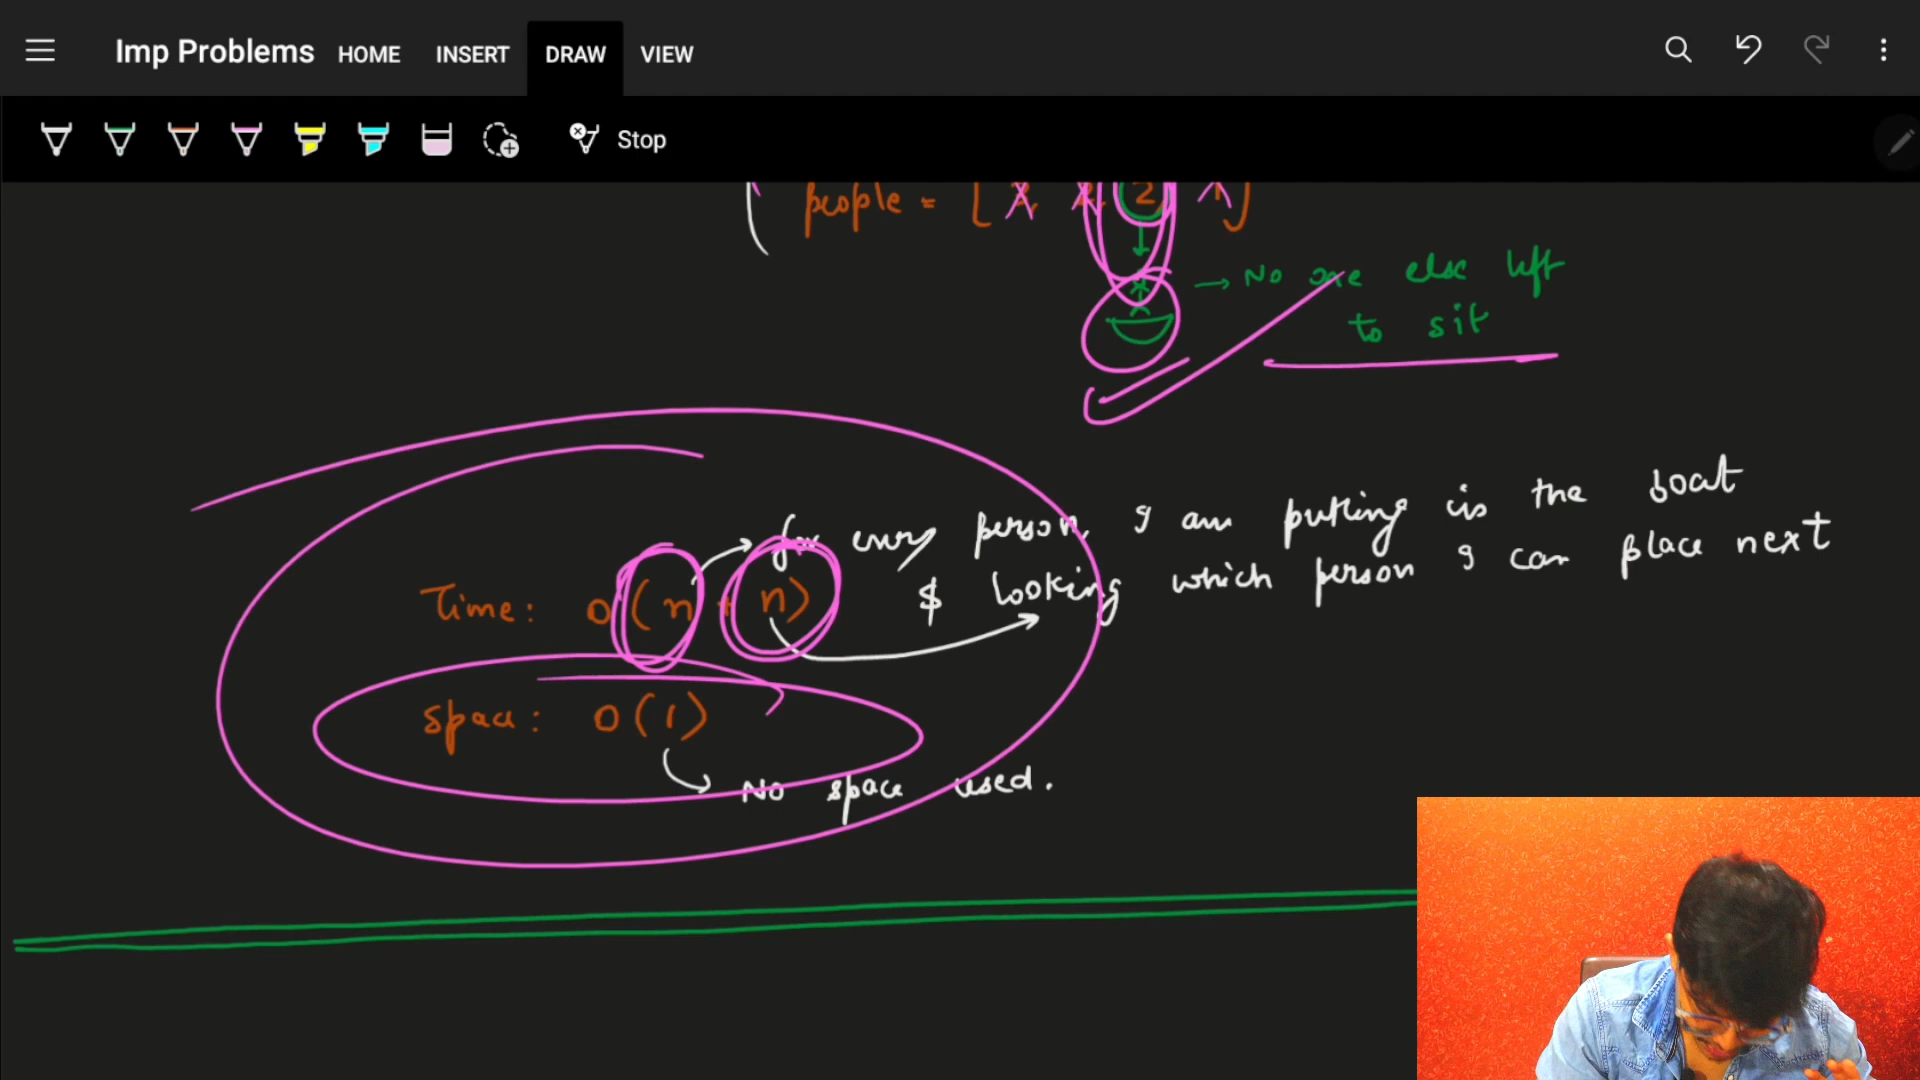 Imp Problems HOME INSERT DRAW VIEW
Stop
people = [ 2
→ No one else left
to sit
for every person, I am putting in the boat
& looking which person I can place next
Time: O(n * n)
Space: O(1)
No space used.